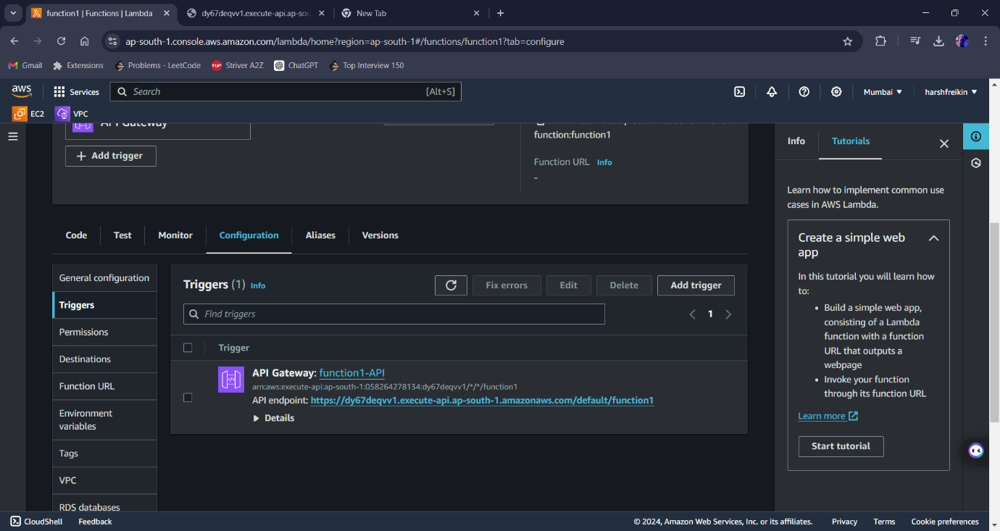 function1 | Functions | Lambda
dy67deqvv1.execute-api.ap-sou
New Tab
ap-south-1.console.aws.amazon.com/lambda/home?region=ap-south-1#/functions/function1?tab=configure
Gmail
Extensions
Problems - LeetCode
Striver A2Z
ChatGPT
Top Interview 150
aws
Services
Search
[Alt+S]
Mumbai
harshfreikin
EC2
VPC
API Gateway
function:function1
+ Add trigger
Function URL Info
-
Code
Test
Monitor
Configuration
Aliases
Versions
General configuration
Triggers
Permissions
Destinations
Function URL
Environment
variables
Tags
VPC
RDS databases
Triggers (1) Info
Fix errors
Edit
Delete
Add trigger
Find triggers
1
Trigger
API Gateway: function1-API
arn:aws:execute-api:ap-south-1:058264278134:dy67deqvv1/*/*/function1
API endpoint: https://dy67deqvv1.execute-api.ap-south-1.amazonaws.com/default/function1
Details
Info
Tutorials
Learn how to implement common use
cases in AWS Lambda.
Create a simple web
app
In this tutorial you will learn how
to:
• Build a simple web app,
consisting of a Lambda
function with a function
URL that outputs a
webpage
• Invoke your function
through its function URL
Learn more
Start tutorial
CloudShell
Feedback
© 2024, Amazon Web Services, Inc. or its affiliates.
Privacy
Terms
Cookie preferences